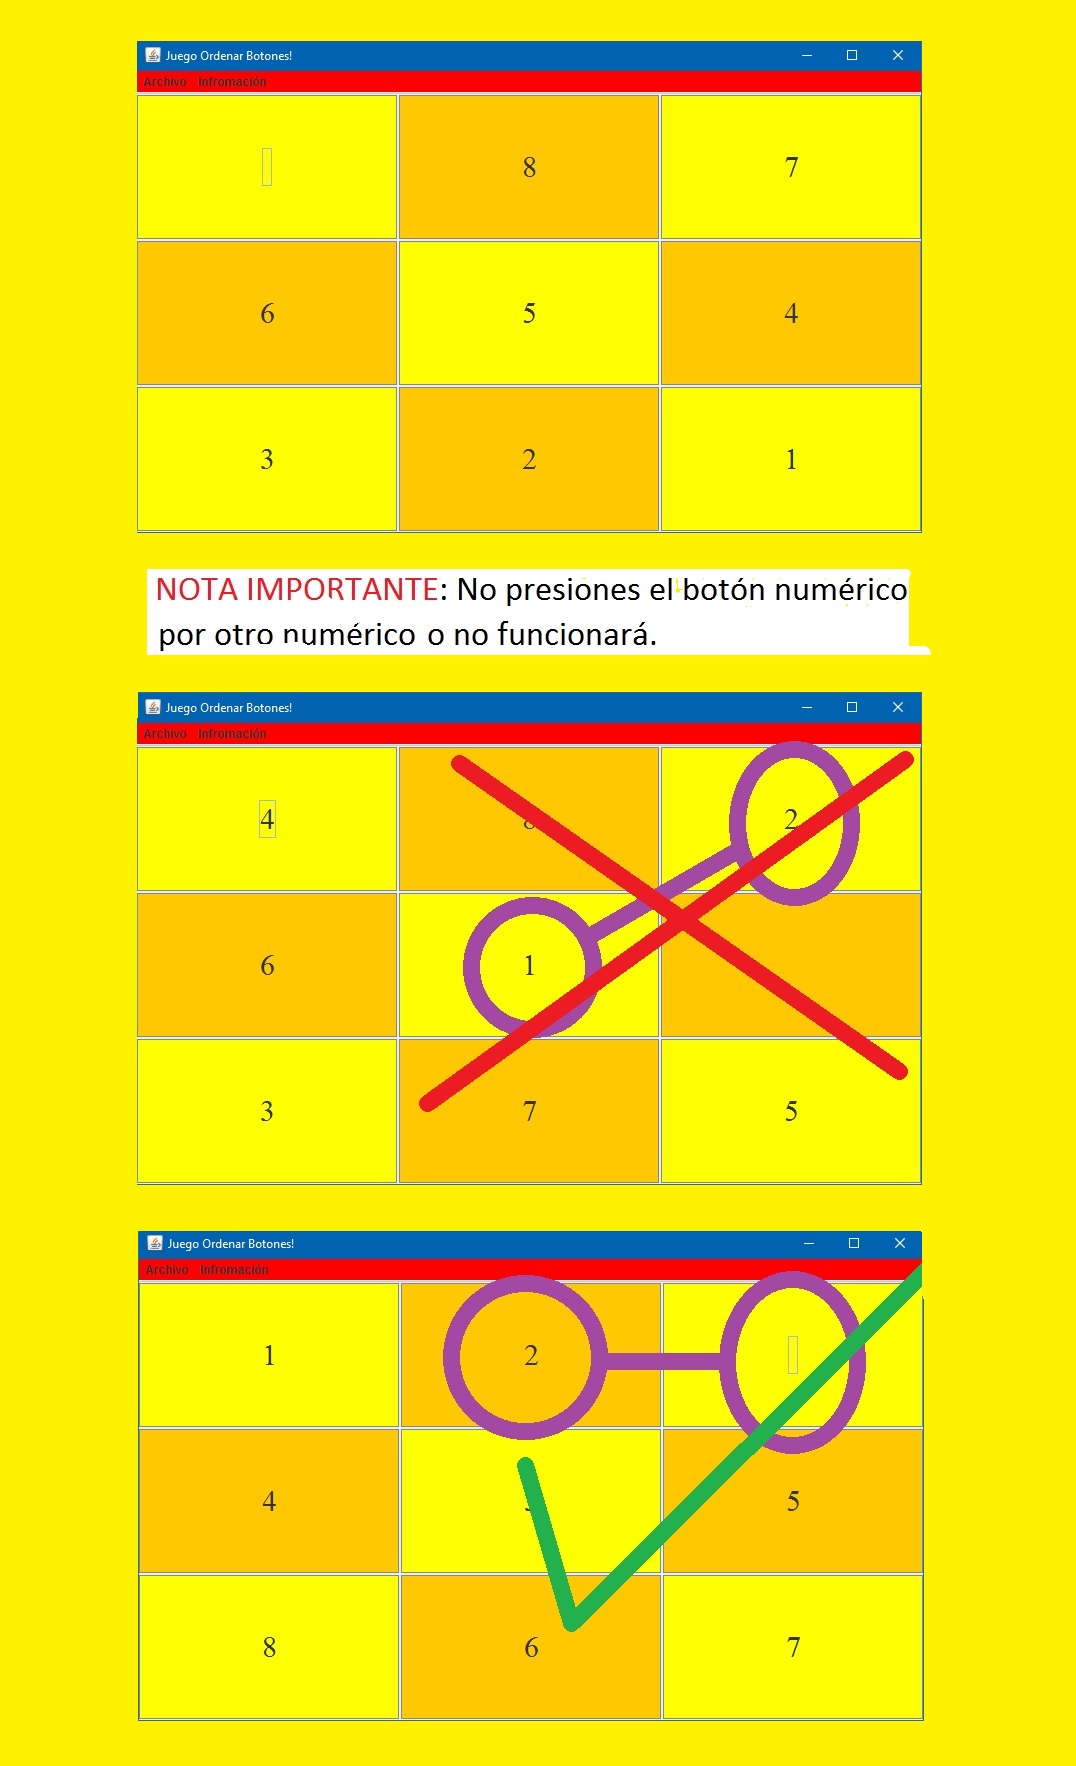 Juego Ordenar Botones!
Archivo Infromación
8 7
6 5 4
3 2 1
NOTA IMPORTANTE: No presiones el botón numérico
por otro numérico o no funcionará.
Juego Ordenar Botones!
Archivo Infromación
4 2
6 1
3 7 5
Juego Ordenar Botones!
Archivo Infromación
1 2
4 5
8 6 7